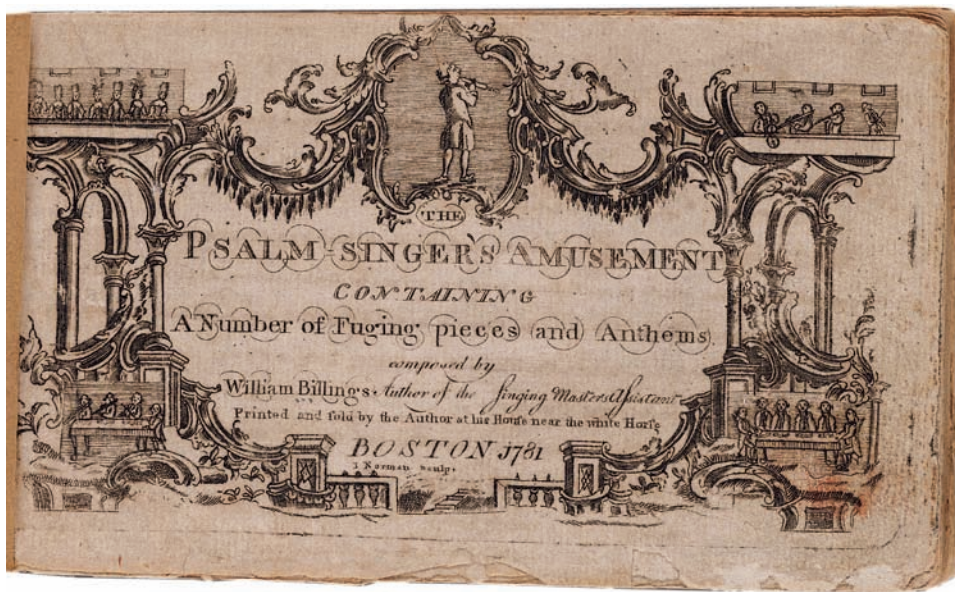 THE
PSALM-SINGER'S AMUSEMENT
CONTAINING
A Number of Fuging pieces and Anthems
composed by
William Billings. Author of the Singing Masters Assistant
Printed and sold by the Author at his House near the white Horse
BOSTON 1781
I Norman sculp.